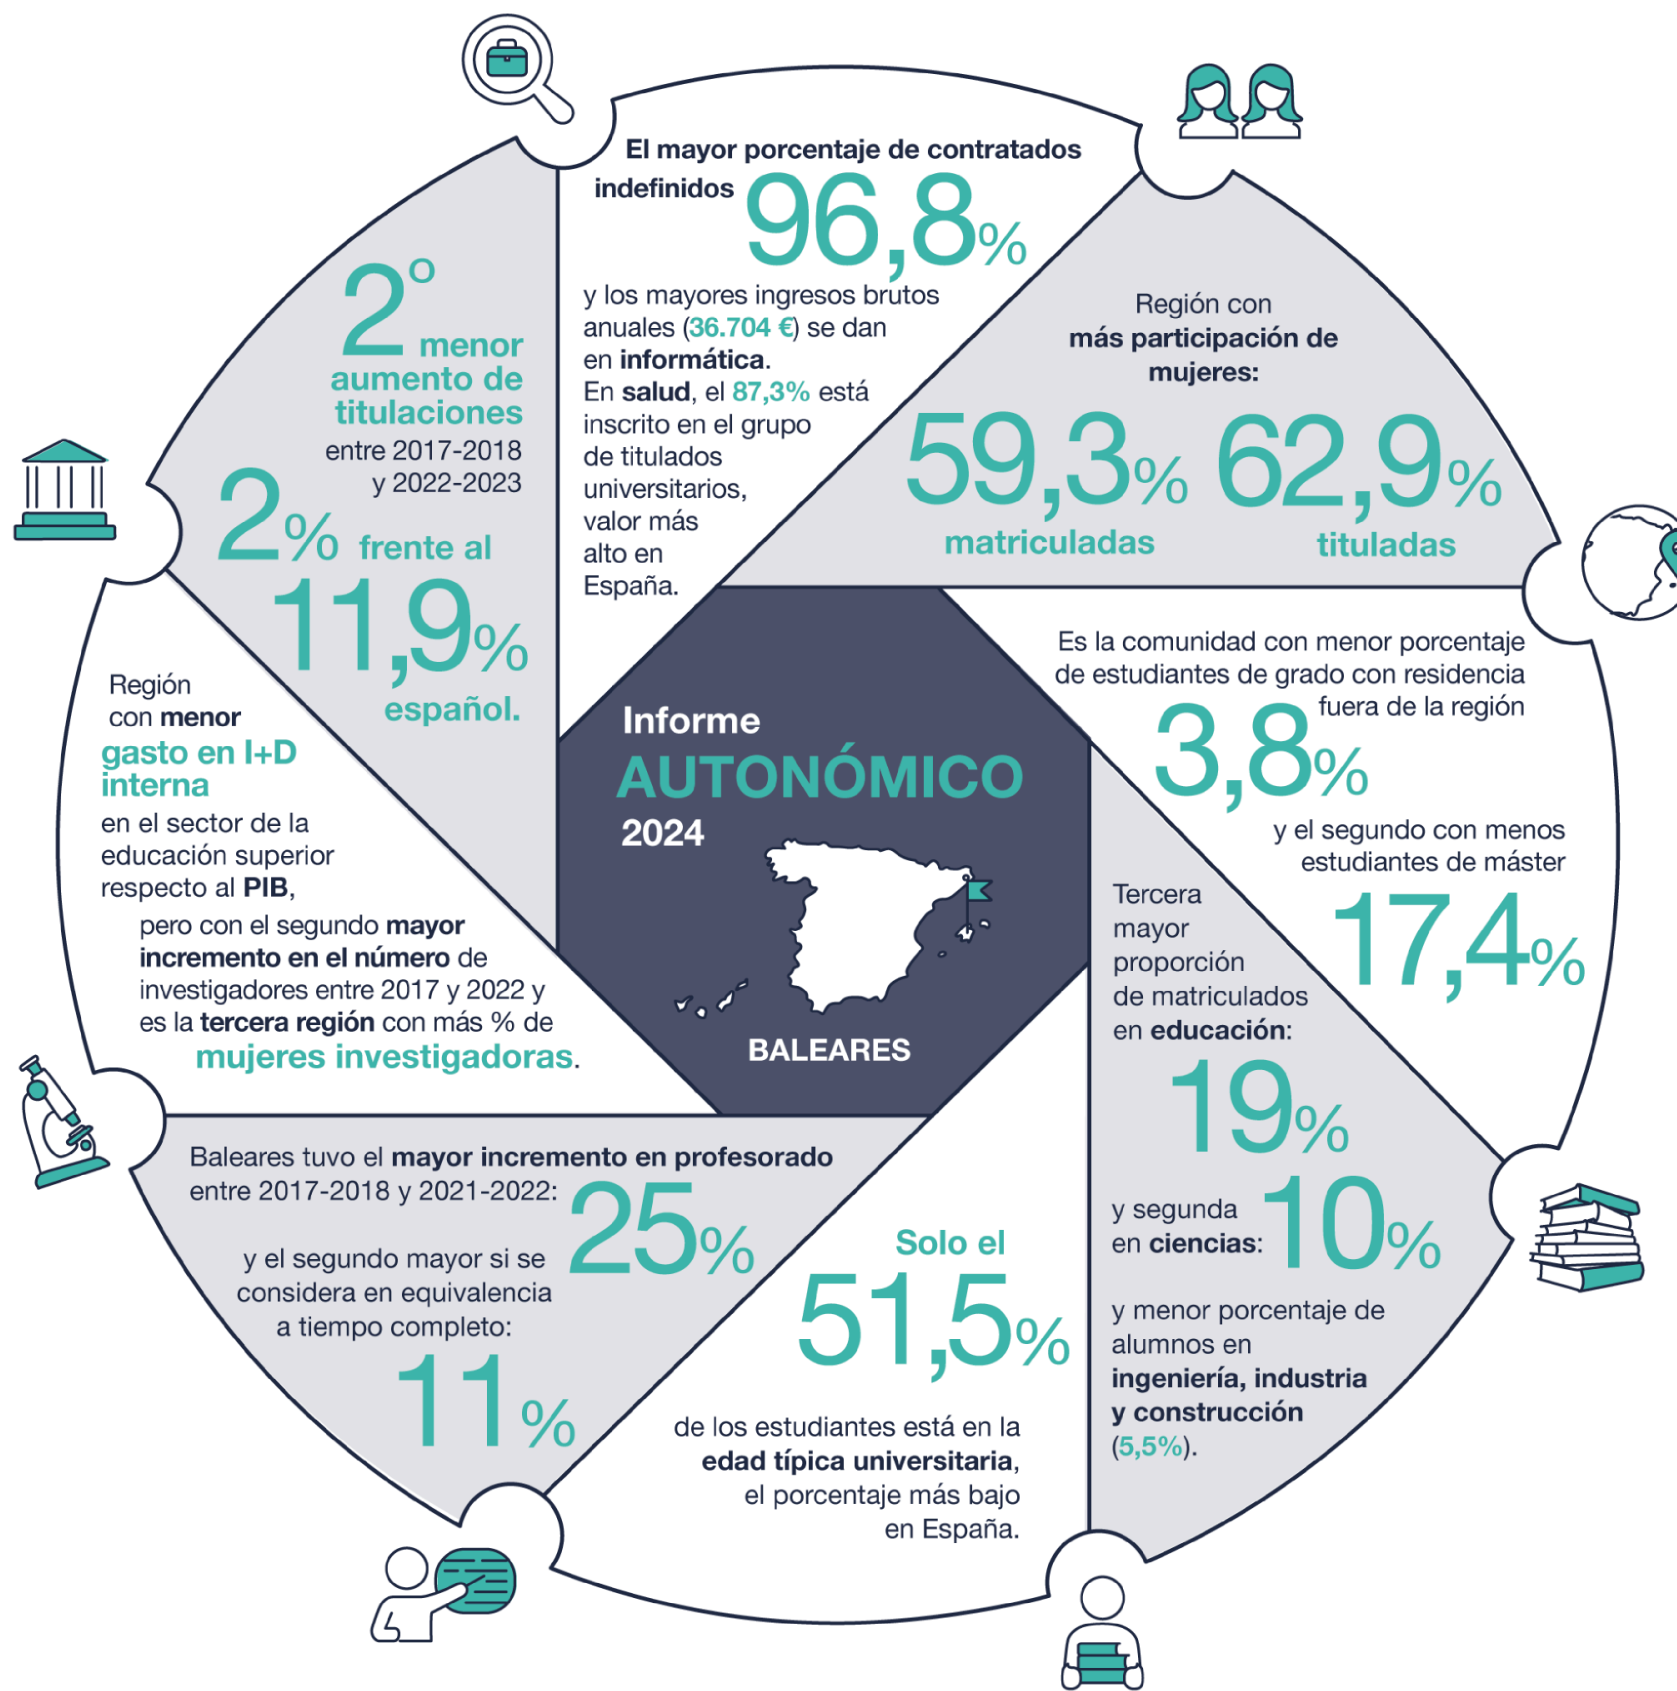 El mayor porcentaje de contratados
indefinidos 96,8%
y los mayores ingresos brutos
anuales (36.704 €) se dan
en informática.
En salud, el 87,3% está
inscrito en el grupo
de titulados
universitarios,
valor más
alto en
España.
Región con
más participación de
mujeres:
59,3% 62,9%
matriculadas tituladas
Es la comunidad con menor porcentaje
de estudiantes de grado con residencia
fuera de la región
3,8%
y el segundo con menos
estudiantes de máster
17,4%
Tercera
mayor
proporción
de matriculados
en educación:
19%
y segunda
en ciencias: 10%
y menor porcentaje de
alumnos en
ingeniería, industria
y construcción
(5,5%).
Solo el
51,5%
de los estudiantes está en la
edad típica universitaria,
el porcentaje más bajo
en España.
Baleares tuvo el mayor incremento en profesorado
entre 2017-2018 y 2021-2022: 25%
y el segundo mayor si se
considera en equivalencia
a tiempo completo:
11%
Región
con menor
gasto en I+D
interna
en el sector de la
educación superior
respecto al PIB,
pero con el segundo mayor
incremento en el número de
investigadores entre 2017 y 2022 y
es la tercera región con más % de
mujeres investigadoras.
2º
menor
aumento de
titulaciones
entre 2017-2018
y 2022-2023
2% frente al
11,9%
español.
Informe
AUTONÓMICO
2024
BALEARES